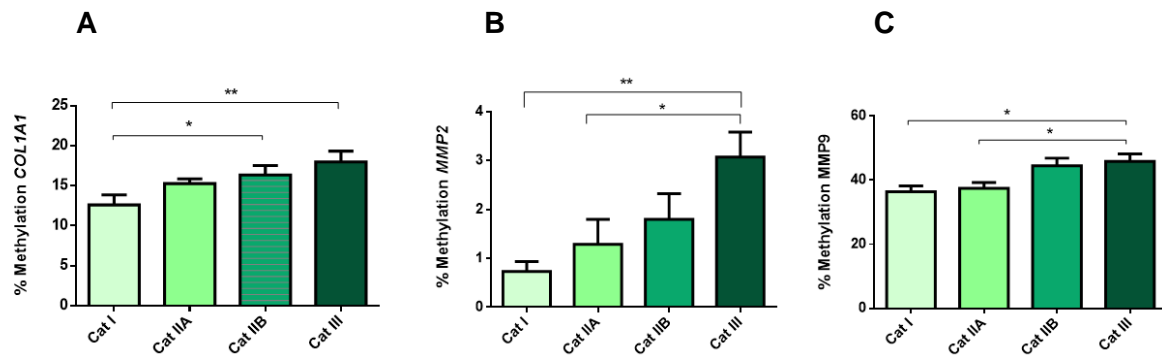 A
B
C
% Methylation COL1A1
25
20
15
10
5
0
**
*
Cat I
Cat IIA
Cat IIB
Cat III
% Methylation MMP2
4
3
2
1
0
**
*
Cat I
Cat IIA
Cat IIB
Cat III
% Methylation MMP9
60
40
20
0
*
*
Cat I
Cat IIA
Cat IIB
Cat III